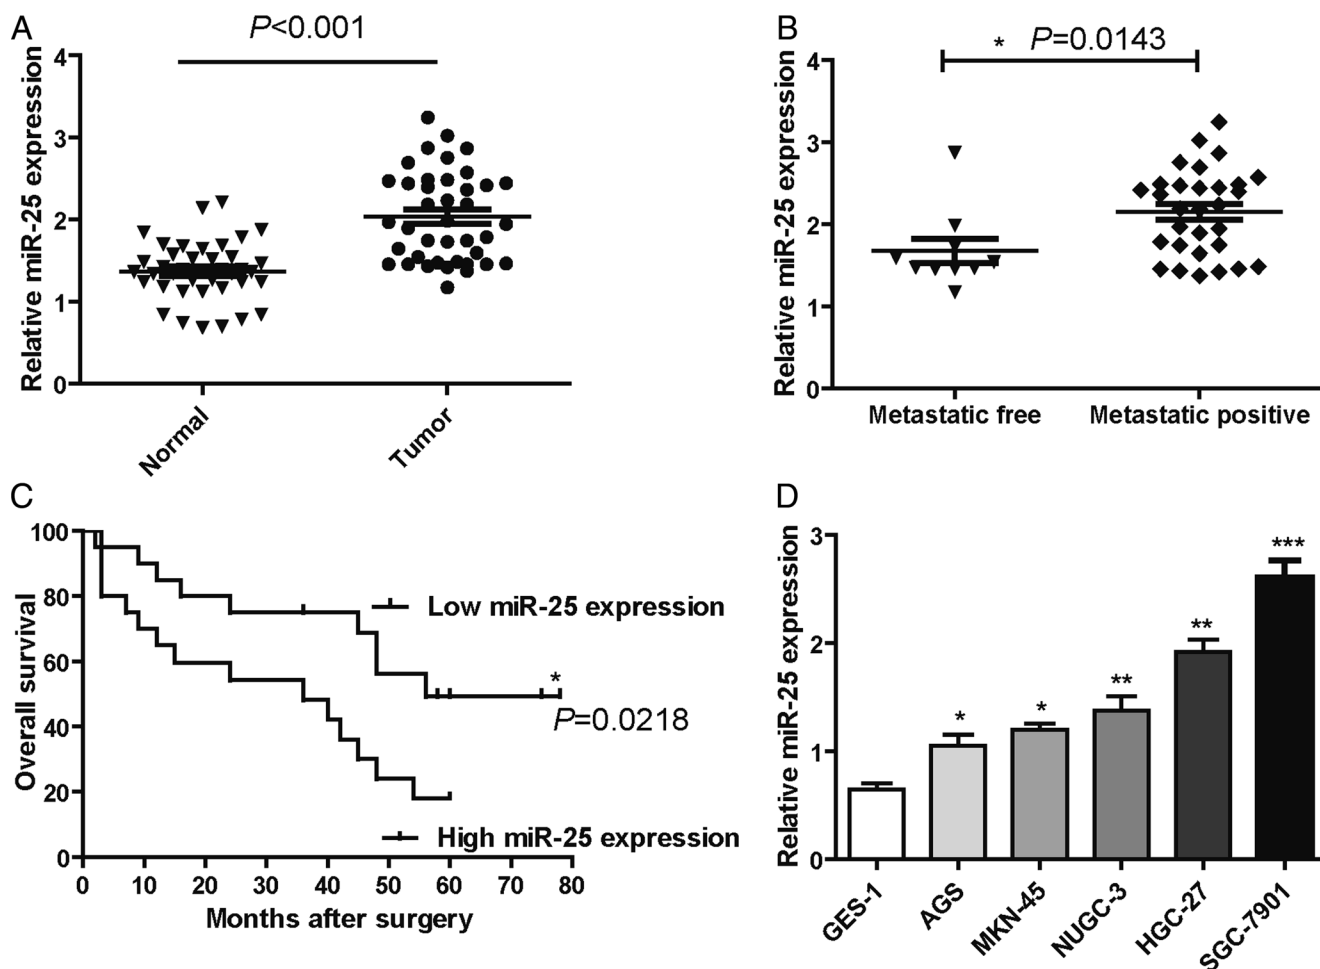 A
P<0.001
Relative miR-25 expression
4
3
2
1
0
Normal
Tumor
B
* P=0.0143
Relative miR-25 expression
4
3
2
1
0
Metastatic free
Metastatic positive
C
Overall survival
100
80
60
40
20
0
Low miR-25 expression
*
P=0.0218
High miR-25 expression
0 10 20 30 40 50 60 70 80
Months after surgery
D
Relative miR-25 expression
3
2
1
0
*
*
**
**
***
GES-1
AGS
MKN-45
NUGC-3
HGC-27
SGC-7901